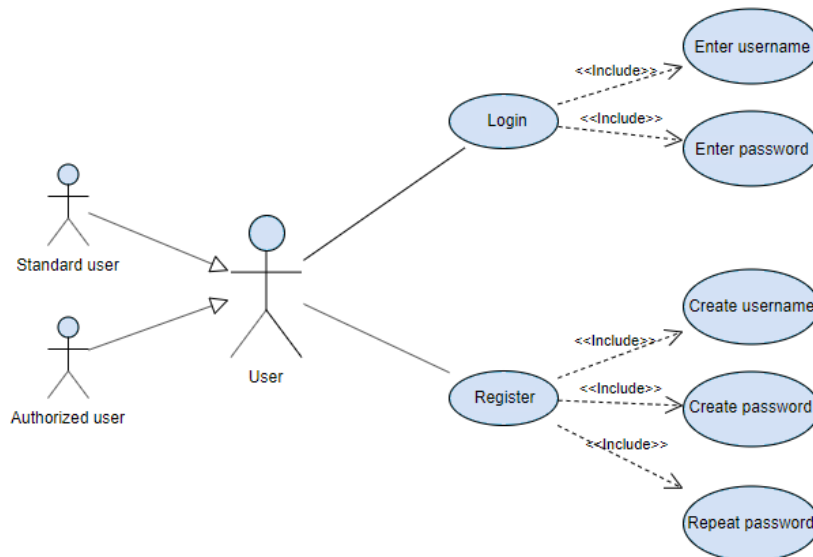 Enter username
<<Include>>
Login
<<Include>>
Enter password
Standard user
User
Authorized user
Create username
<<Include>>
Register
<<Include>>
Create password
<<Include>>
Repeat password